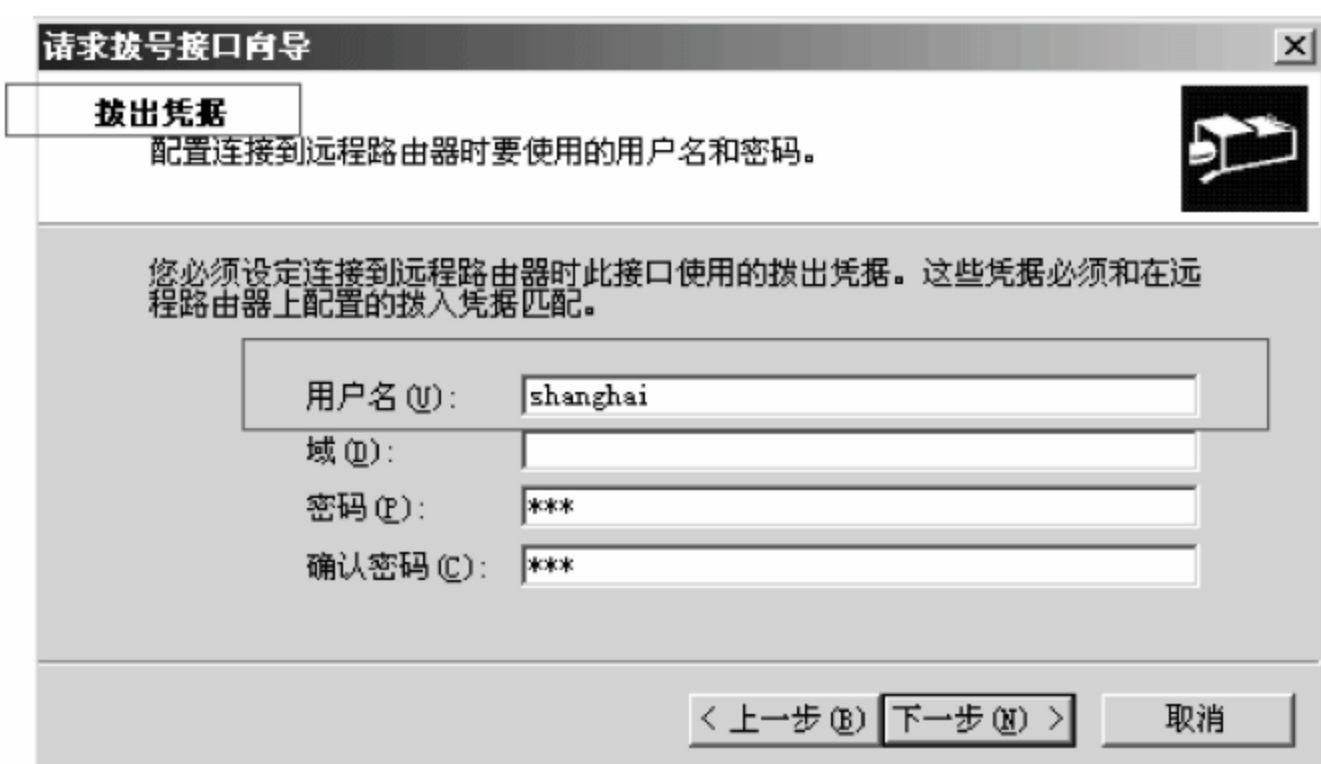 请求拨号接口向导
拨出凭据
配置连接到远程路由器时要使用的用户名和密码。
您必须设定连接到远程路由器时此接口使用的拨出凭据。这些凭据必须和在远
程路由器上配置的拨入凭据匹配。
用户名(U): shanghai
域(D):
密码(P): ***
确认密码(C): ***
< 上一步(B) 下一步(N) > 取消